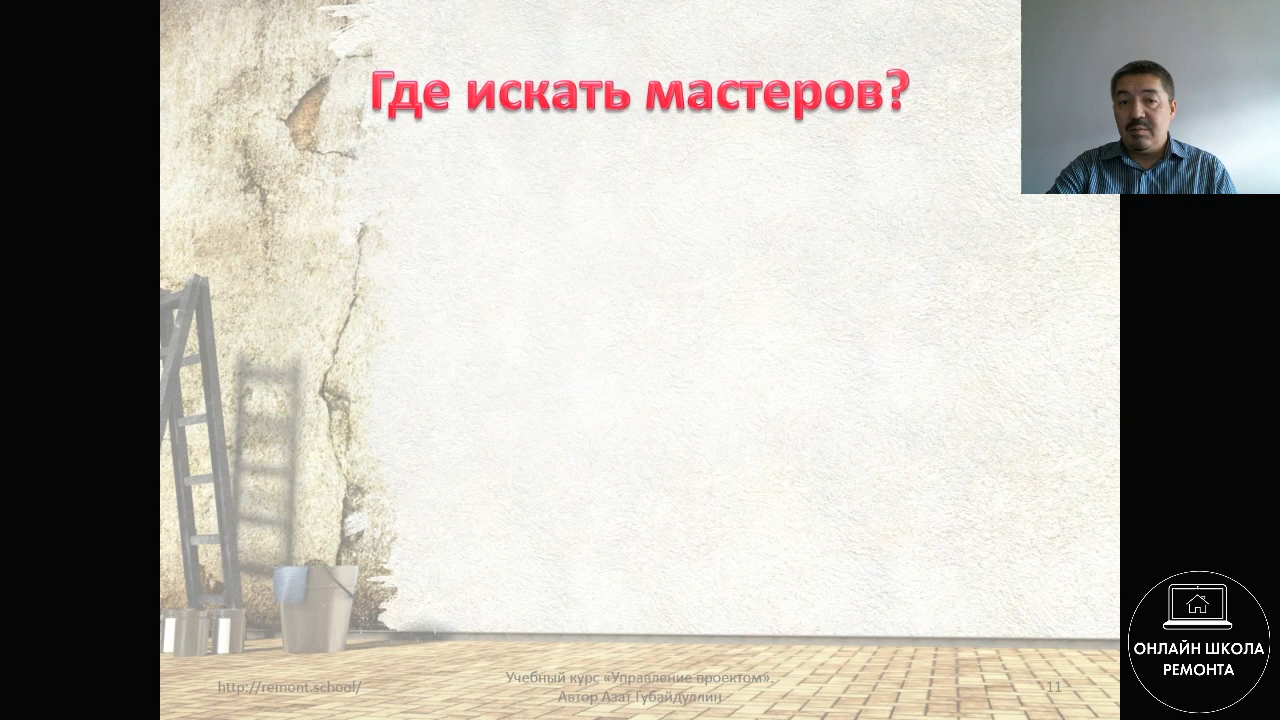 Где искать мастеров?
http://remont.school/
Учебный курс «Управление проектом».
Автор Азат Губайдуллин
11
ОНЛАЙН ШКОЛА
РЕМОНТА